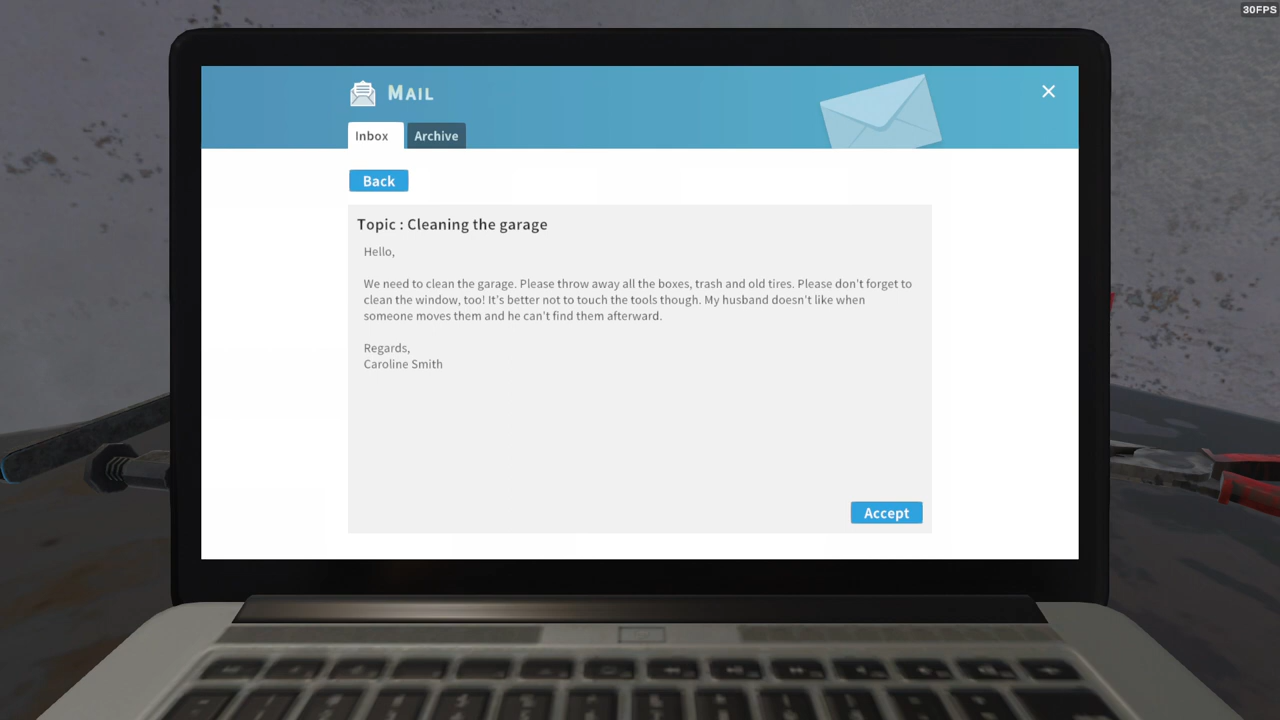 30FPS
MAIL
Inbox
Archive
Back
Topic : Cleaning the garage
Hello,
We need to clean the garage. Please throw away all the boxes, trash and old tires. Please don't forget to
clean the window, too! It's better not to touch the tools though. My husband doesn't like when
someone moves them and he can't find them afterward.
Regards,
Caroline Smith
Accept